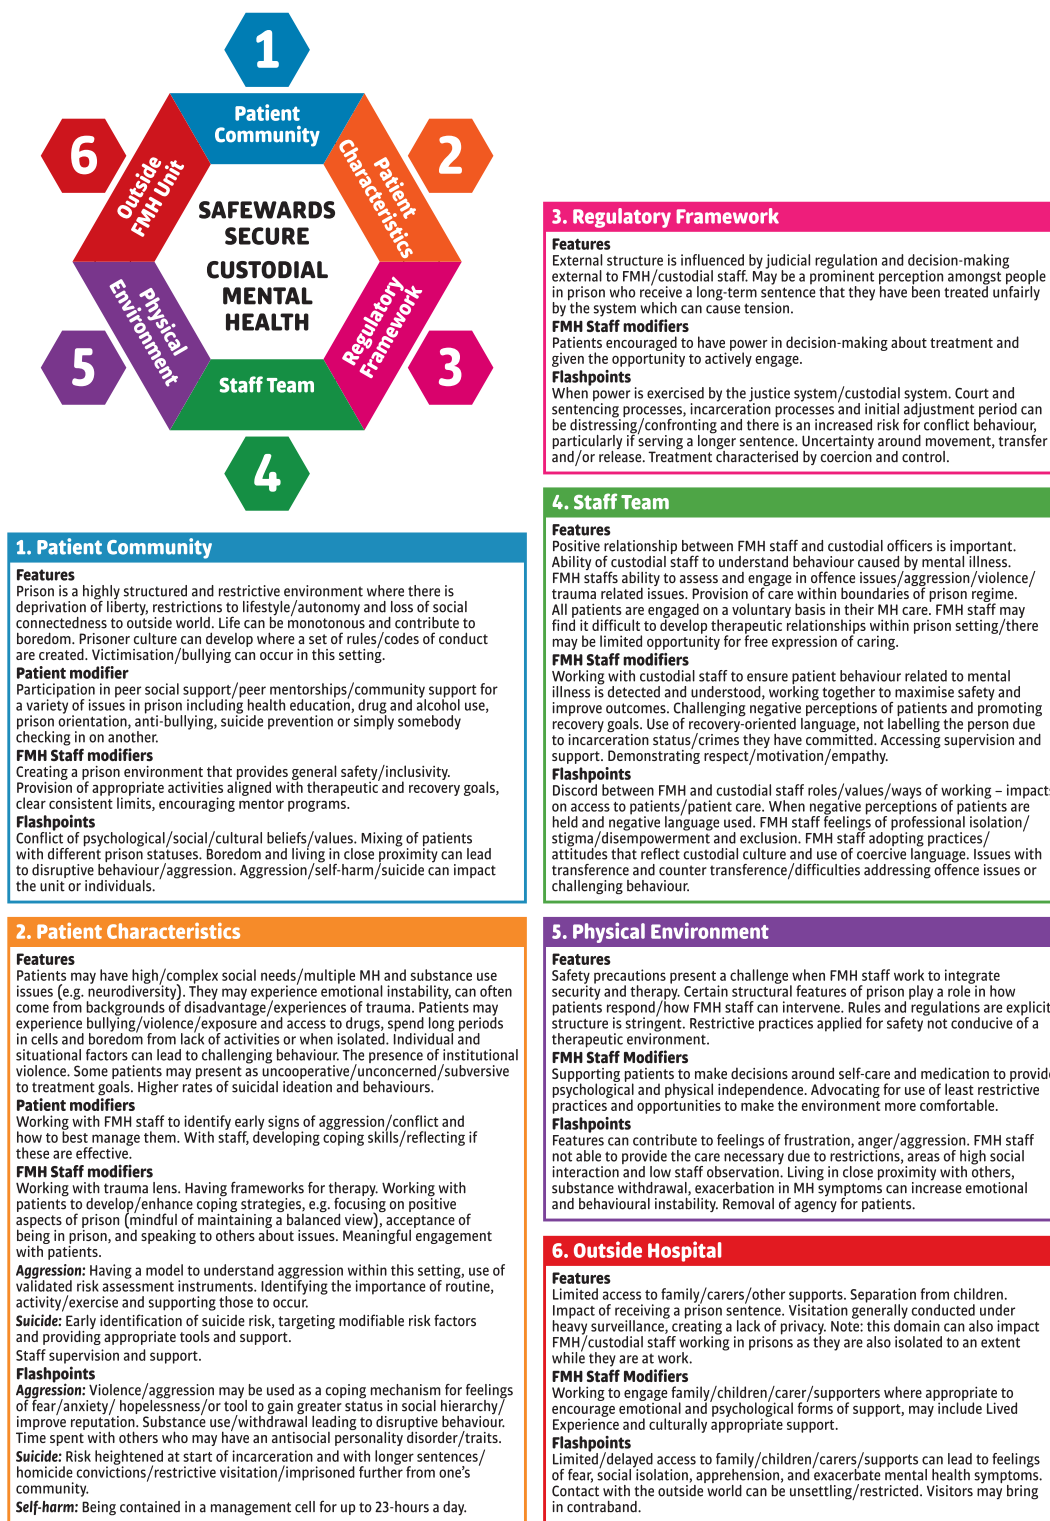 1
Patient
Community
6
2
Outside
FMH Unit
Patient
Characteristics
SAFEWARDS
SECURE
CUSTODIAL
MENTAL
HEALTH
Physical
Environment
Regulatory
Framework
5
3
Staff Team
4
1. Patient Community
Features
Prison is a highly structured and restrictive environment where there is
deprivation of liberty, restrictions to lifestyle/autonomy and loss of social
connectedness to outside world. Life can be monotonous and contribute to
boredom. Prisoner culture can develop where a set of rules/codes of conduct
are created. Victimisation/bullying can occur in this setting.
Patient modifier
Participation in peer social support/peer mentorships/community support for
a variety of issues in prison including health education, drug and alcohol use,
prison orientation, anti-bullying, suicide prevention or simply somebody
checking in on another.
FMH Staff modifiers
Creating a prison environment that provides general safety/inclusivity.
Provision of appropriate activities aligned with therapeutic and recovery goals,
clear consistent limits, encouraging mentor programs.
Flashpoints
Conflict of psychological/social/cultural beliefs/values. Mixing of patients
with different prison statuses. Boredom and living in close proximity can lead
to disruptive behaviour/aggression. Aggression/self-harm/suicide can impact
the unit or individuals.
2. Patient Characteristics
Features
Patients may have high/complex social needs/multiple MH and substance use
issues (e.g. neurodiversity). They may experience emotional instability, can often
come from backgrounds of disadvantage/experiences of trauma. Patients may
experience bullying/violence/exposure and access to drugs, spend long periods
in cells and boredom from lack of activities or when isolated. Individual and
situational factors can lead to challenging behaviour. The presence of institutional
violence. Some patients may present as uncooperative/unconcerned/subversive
to treatment goals. Higher rates of suicidal ideation and behaviours.
Patient modifiers
Working with FMH staff to identify early signs of aggression/conflict and
how to best manage them. With staff, developing coping skills/reflecting if
these are effective.
FMH Staff modifiers
Working with trauma lens. Having frameworks for therapy. Working with
patients to develop/enhance coping strategies, e.g. focusing on positive
aspects of prison (mindful of maintaining a balanced view), acceptance of
being in prison, and speaking to others about issues. Meaningful engagement
with patients.
Aggression: Having a model to understand aggression within this setting, use of
validated risk assessment instruments. Identifying the importance of routine,
activity/exercise and supporting those to occur.
Suicide: Early identification of suicide risk, targeting modifiable risk factors
and providing appropriate tools and support.
Staff supervision and support.
Flashpoints
Aggression: Violence/aggression may be used as a coping mechanism for feelings
of fear/anxiety/ hopelessness/or tool to gain greater status in social hierarchy/
improve reputation. Substance use/withdrawal leading to disruptive behaviour.
Time spent with others who may have an antisocial personality disorder/traits.
Suicide: Risk heightened at start of incarceration and with longer sentences/
homicide convictions/restrictive visitation/imprisoned further from one's
community.
Self-harm: Being contained in a management cell for up to 23-hours a day.
3. Regulatory Framework
Features
External structure is influenced by judicial regulation and decision-making
external to FMH/custodial staff. May be a prominent perception amongst people
in prison who receive a long-term sentence that they have been treated unfairly
by the system which can cause tension.
FMH Staff modifiers
Patients encouraged to have power in decision-making about treatment and
given the opportunity to actively engage.
Flashpoints
When power is exercised by the justice system/custodial system. Court and
sentencing processes, incarceration processes and initial adjustment period can
be distressing/confronting and there is an increased risk for conflict behaviour,
particularly if serving a longer sentence. Uncertainty around movement, transfer
and/or release. Treatment characterised by coercion and control.
4. Staff Team
Features
Positive relationship between FMH staff and custodial officers is important.
Ability of custodial staff to understand behaviour caused by mental illness.
FMH staffs ability to assess and engage in offence issues/aggression/violence/
trauma related issues. Provision of care within boundaries of prison regime.
All patients are engaged on a voluntary basis in their MH care. FMH staff may
find it difficult to develop therapeutic relationships within prison setting/there
may be limited opportunity for free expression of caring.
FMH Staff modifiers
Working with custodial staff to ensure patient behaviour related to mental
illness is detected and understood, working together to maximise safety and
improve outcomes. Challenging negative perceptions of patients and promoting
recovery goals. Use of recovery-oriented language, not labelling the person due
to incarceration status/crimes they have committed. Accessing supervision and
support. Demonstrating respect/motivation/empathy.
Flashpoints
Discord between FMH and custodial staff roles/values/ways of working – impacts
on access to patients/patient care. When negative perceptions of patients are
held and negative language used. FMH staff feelings of professional isolation/
stigma/disempowerment and exclusion. FMH staff adopting practices/
attitudes that reflect custodial culture and use of coercive language. Issues with
transference and counter transference/difficulties addressing offence issues or
challenging behaviour.
5. Physical Environment
Features
Safety precautions present a challenge when FMH staff work to integrate
security and therapy. Certain structural features of prison play a role in how
patients respond/how FMH staff can intervene. Rules and regulations are explicit
structure is stringent. Restrictive practices applied for safety not conducive of a
therapeutic environment.
FMH Staff Modifiers
Supporting patients to make decisions around self-care and medication to provide
psychological and physical independence. Advocating for use of least restrictive
practices and opportunities to make the environment more comfortable.
Flashpoints
Features can contribute to feelings of frustration, anger/aggression. FMH staff
not able to provide the care necessary due to restrictions, areas of high social
interaction and low staff observation. Living in close proximity with others,
substance withdrawal, exacerbation in MH symptoms can increase emotional
and behavioural instability. Removal of agency for patients.
6. Outside Hospital
Features
Limited access to family/carers/other supports. Separation from children.
Impact of receiving a prison sentence. Visitation generally conducted under
heavy surveillance, creating a lack of privacy. Note: this domain can also impact
FMH/custodial staff working in prisons as they are also isolated to an extent
while they are at work.
FMH Staff Modifiers
Working to engage family/children/carer/supporters where appropriate to
encourage emotional and psychological forms of support, may include Lived
Experience and culturally appropriate support.
Flashpoints
Limited/delayed access to family/children/carers/supports can lead to feelings
of fear, social isolation, apprehension, and exacerbate mental health symptoms.
Contact with the outside world can be unsettling/restricted. Visitors may bring
in contraband.